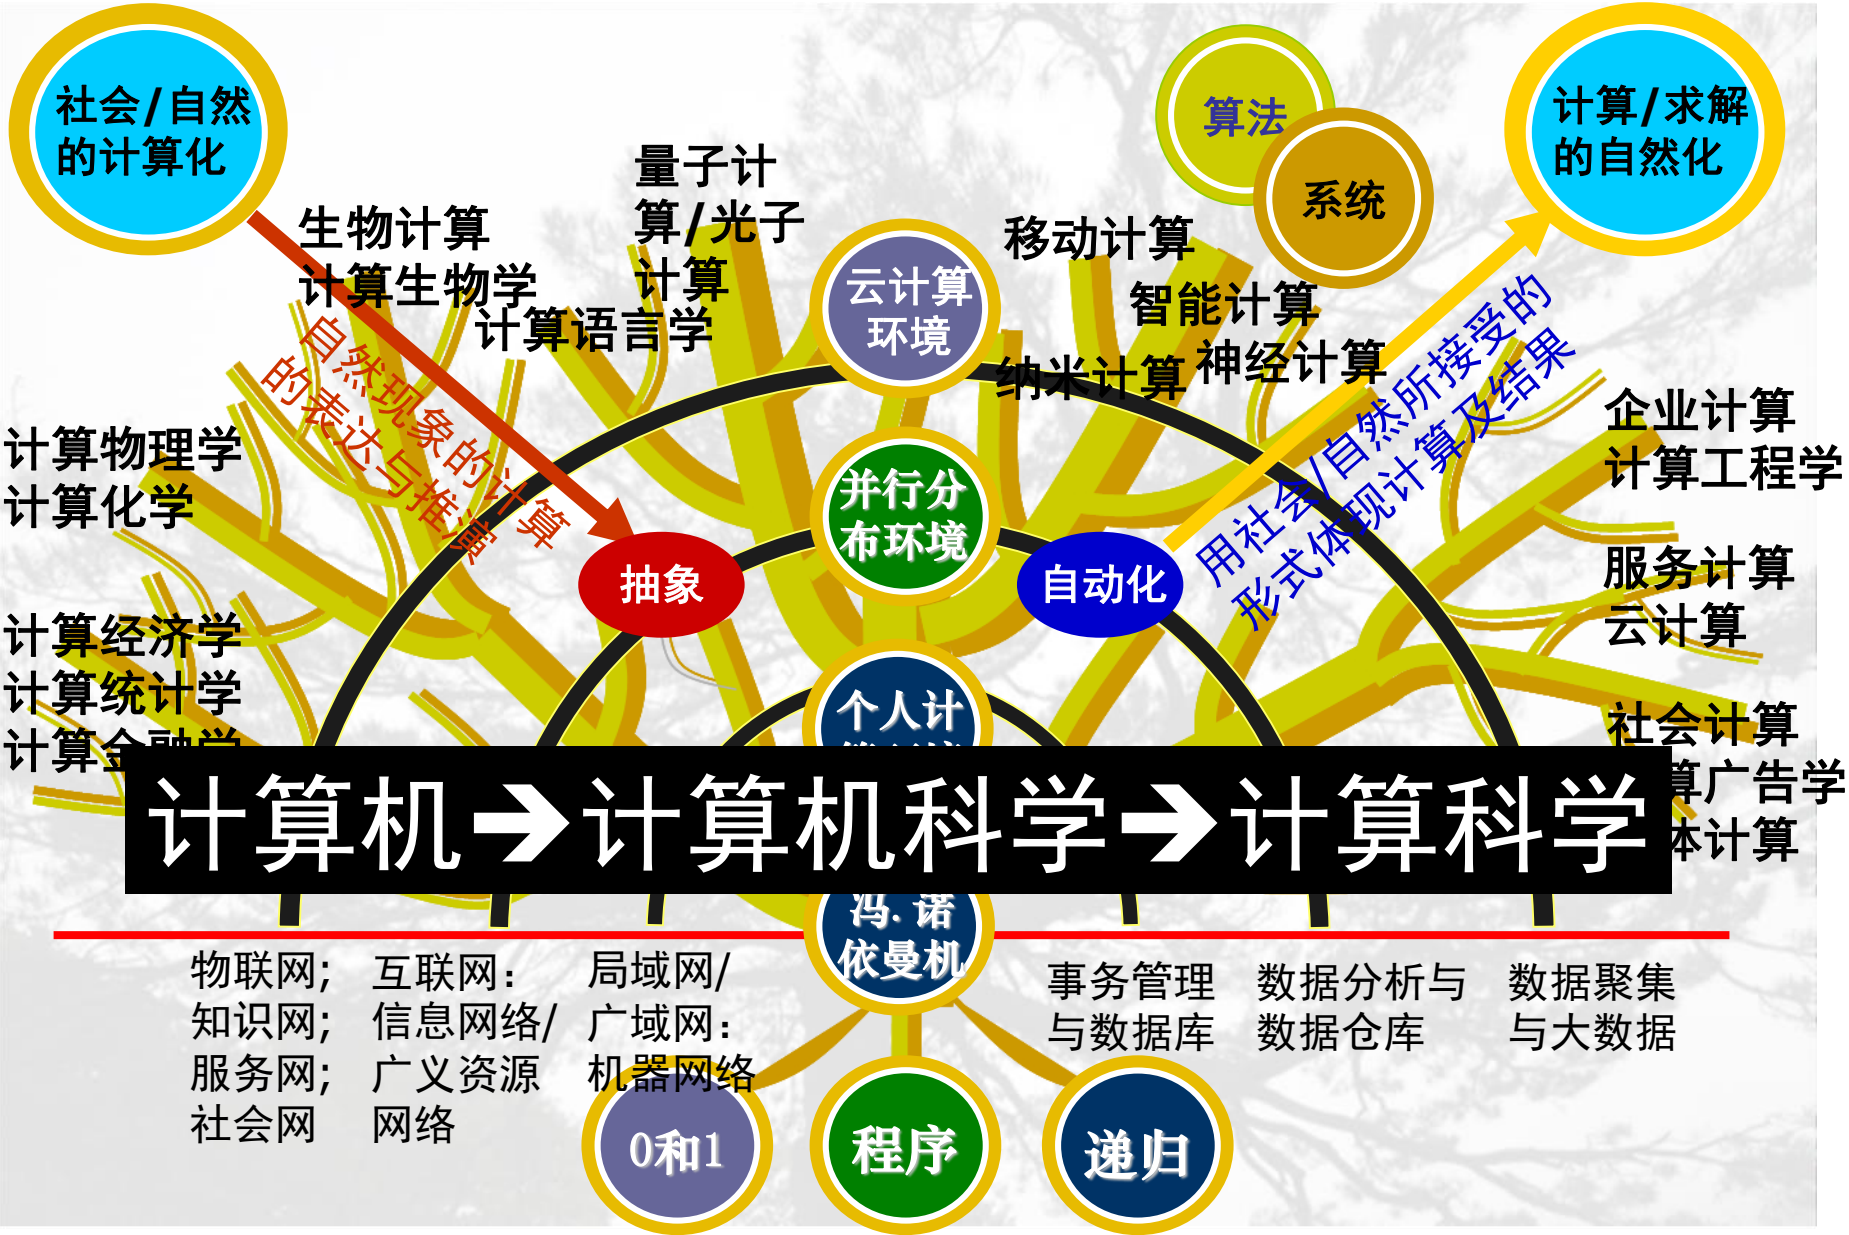 社会/自然
的计算化
算法
系统
计算/求解
的自然化
量子计
算/光子
计算
生物计算
计算生物学
计算语言学
云计算
环境
移动计算
智能计算
神经计算
纳米计算
自然现象的计算
的表达与推演
用社会/自然所接受的
形式体现计算及结果
计算物理学
计算化学
企业计算
计算工程学
并行分
布环境
抽象
自动化
服务计算
云计算
计算经济学
计算统计学
计算金融学
个人计
社会计算
算广告学
体计算
计算机➔计算机科学➔计算科学
冯.诺
依曼机
物联网;
知识网;
服务网;
社会网
互联网：
信息网络/
广义资源
网络
局域网/
广域网：
机器网络
事务管理
与数据库
数据分析与
数据仓库
数据聚集
与大数据
0和1
程序
递归